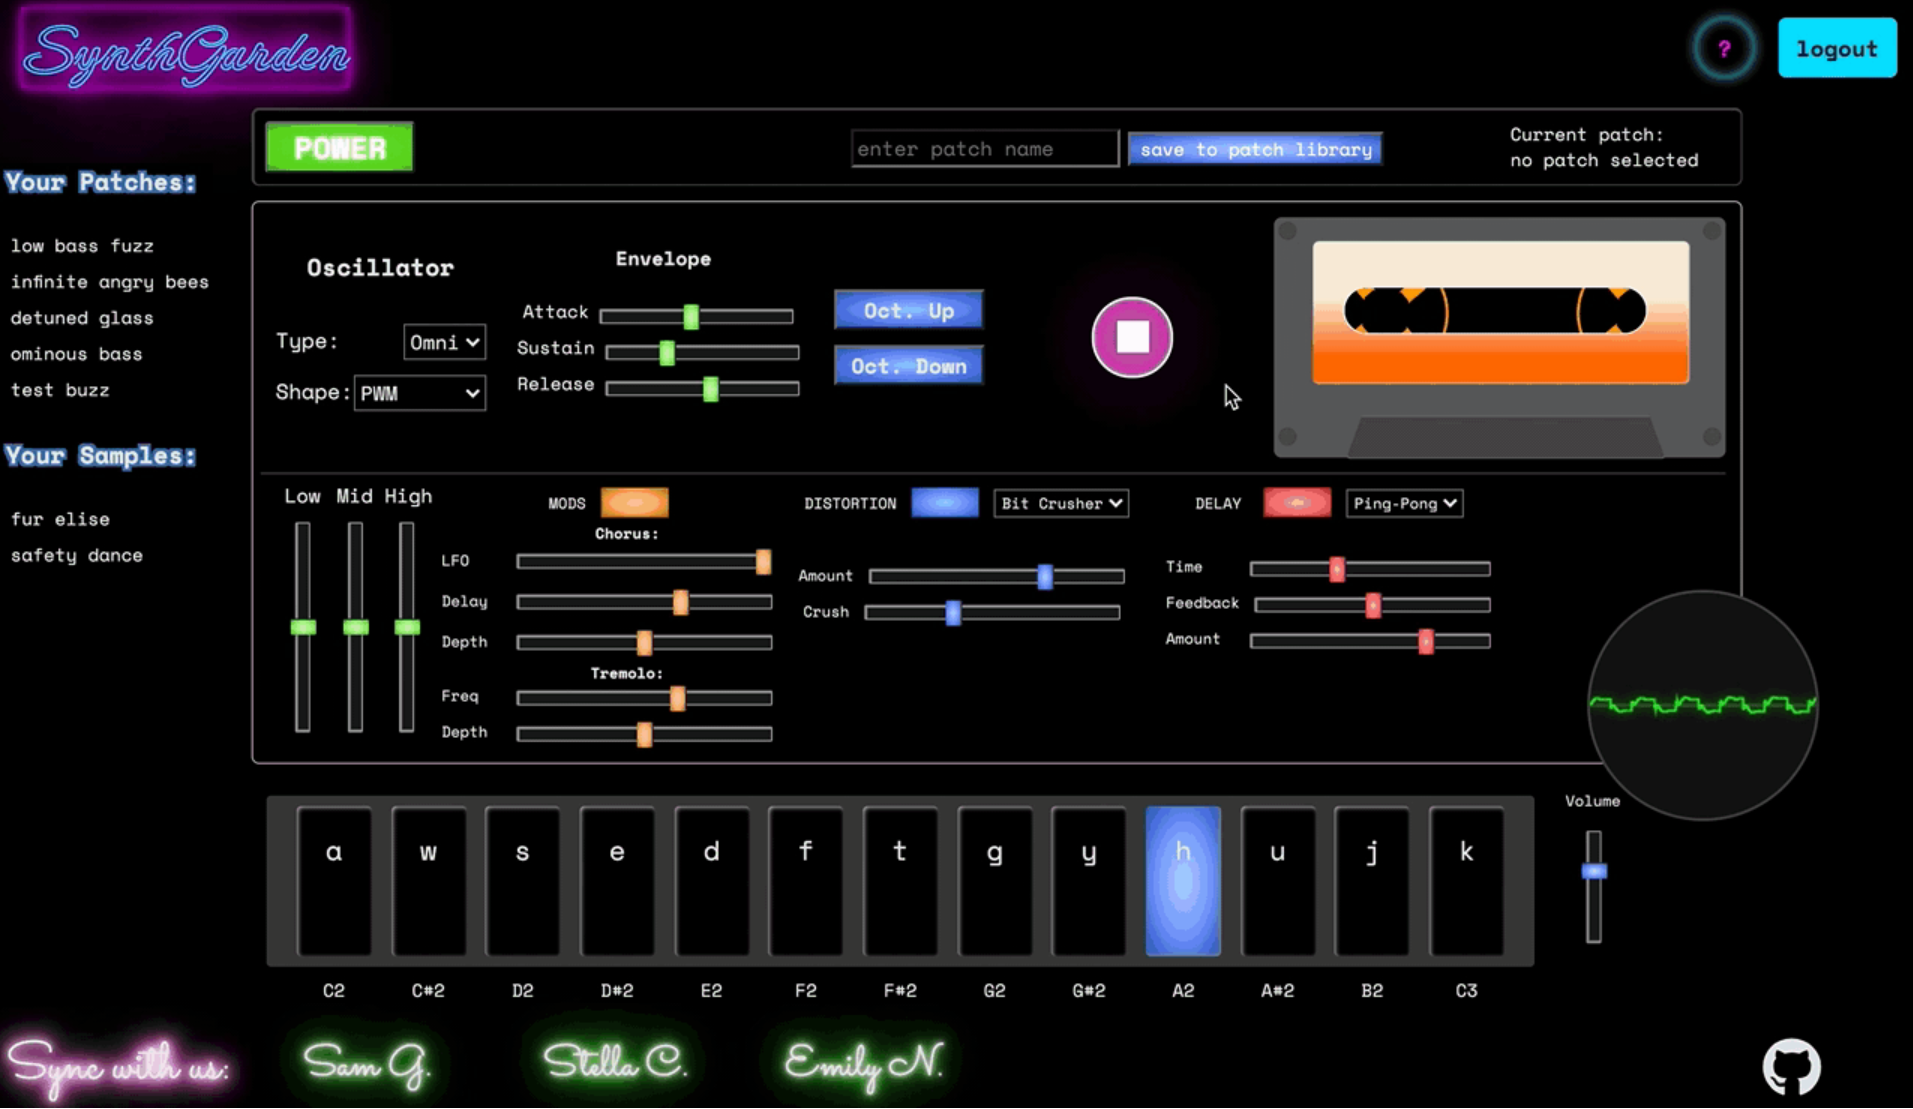 SynthGarden
?
logout
POWER
enter patch name
save to patch library
Current patch:
no patch selected
Your Patches:
low bass fuzz
infinite angry bees
detuned glass
ominous bass
test buzz
Your Samples:
fur elise
safety dance
Oscillator
Type:
Omni
Shape:
PWM
Envelope
Attack
Sustain
Release
Oct. Up
Oct. Down
Low Mid High
MODS
Chorus:
LFO
Delay
Depth
Tremolo:
Freq
Depth
DISTORTION
Bit Crusher
Amount
Crush
DELAY
Ping-Pong
Time
Feedback
Amount
Volume
a w s e d f t g y h u j k
C2 C#2 D2 D#2 E2 F2 F#2 G2 G#2 A2 A#2 B2 C3
Sync with us:
Sam G.
Stella C.
Emily N.